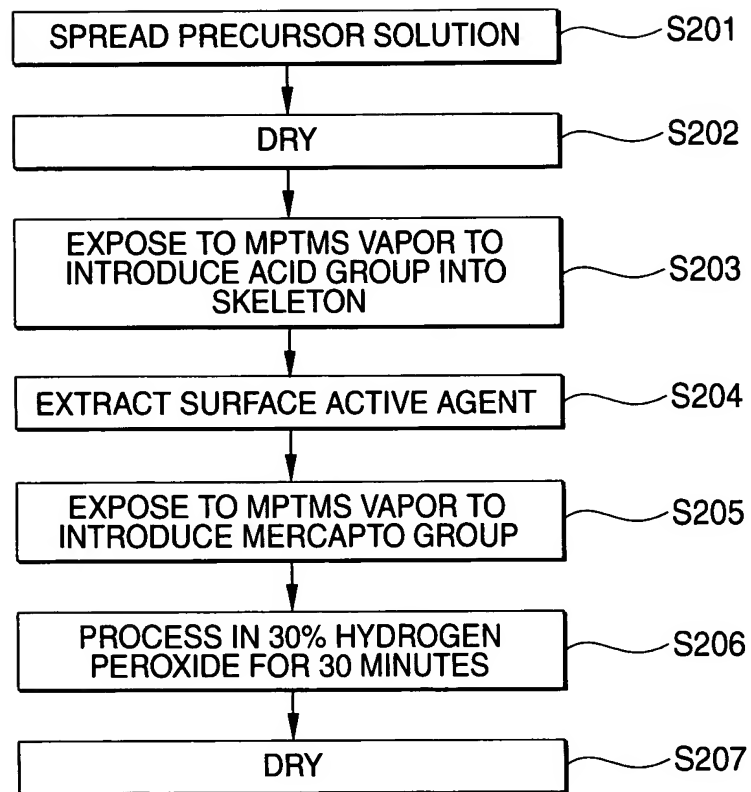 SPREAD PRECURSOR SOLUTION
S201
DRY
S202
EXPOSE TO MPTMS VAPOR TO
INTRODUCE ACID GROUP INTO
SKELETON
S203
EXTRACT SURFACE ACTIVE AGENT
S204
EXPOSE TO MPTMS VAPOR TO
INTRODUCE MERCAPTO GROUP
S205
PROCESS IN 30% HYDROGEN
PEROXIDE FOR 30 MINUTES
S206
DRY
S207